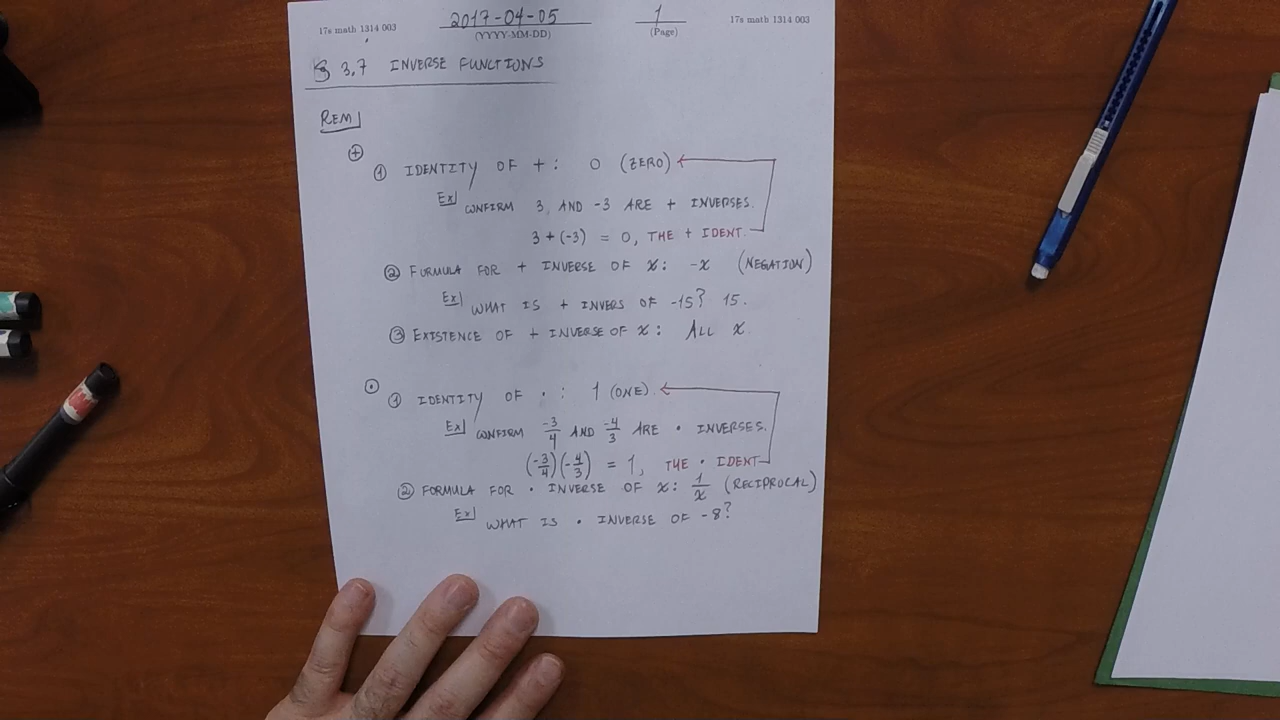 17s math 1314 003 2017-04-05 1 17s math 1314 003
(YYYY-MM-DD) (Page)
§ 3.7 INVERSE FUNCTIONS
REM
+
① IDENTITY OF + : 0 (ZERO)
Ex CONFIRM 3, AND -3 ARE + INVERSES.
3 + (-3) = 0, THE + IDENT.
② FORMULA FOR + INVERSE OF x: -x (NEGATION)
Ex WHAT IS + INVERS OF -15? 15.
③ EXISTENCE OF + INVERSE OF x: ALL x.
·
① IDENTITY OF · : 1 (ONE).
Ex CONFIRM -3/4 AND -4/3 ARE · INVERSES.
(-3/4)(-4/3) = 1, THE · IDENT
② FORMULA FOR · INVERSE OF x: 1/x (RECIPROCAL)
Ex WHAT IS · INVERSE OF -8?